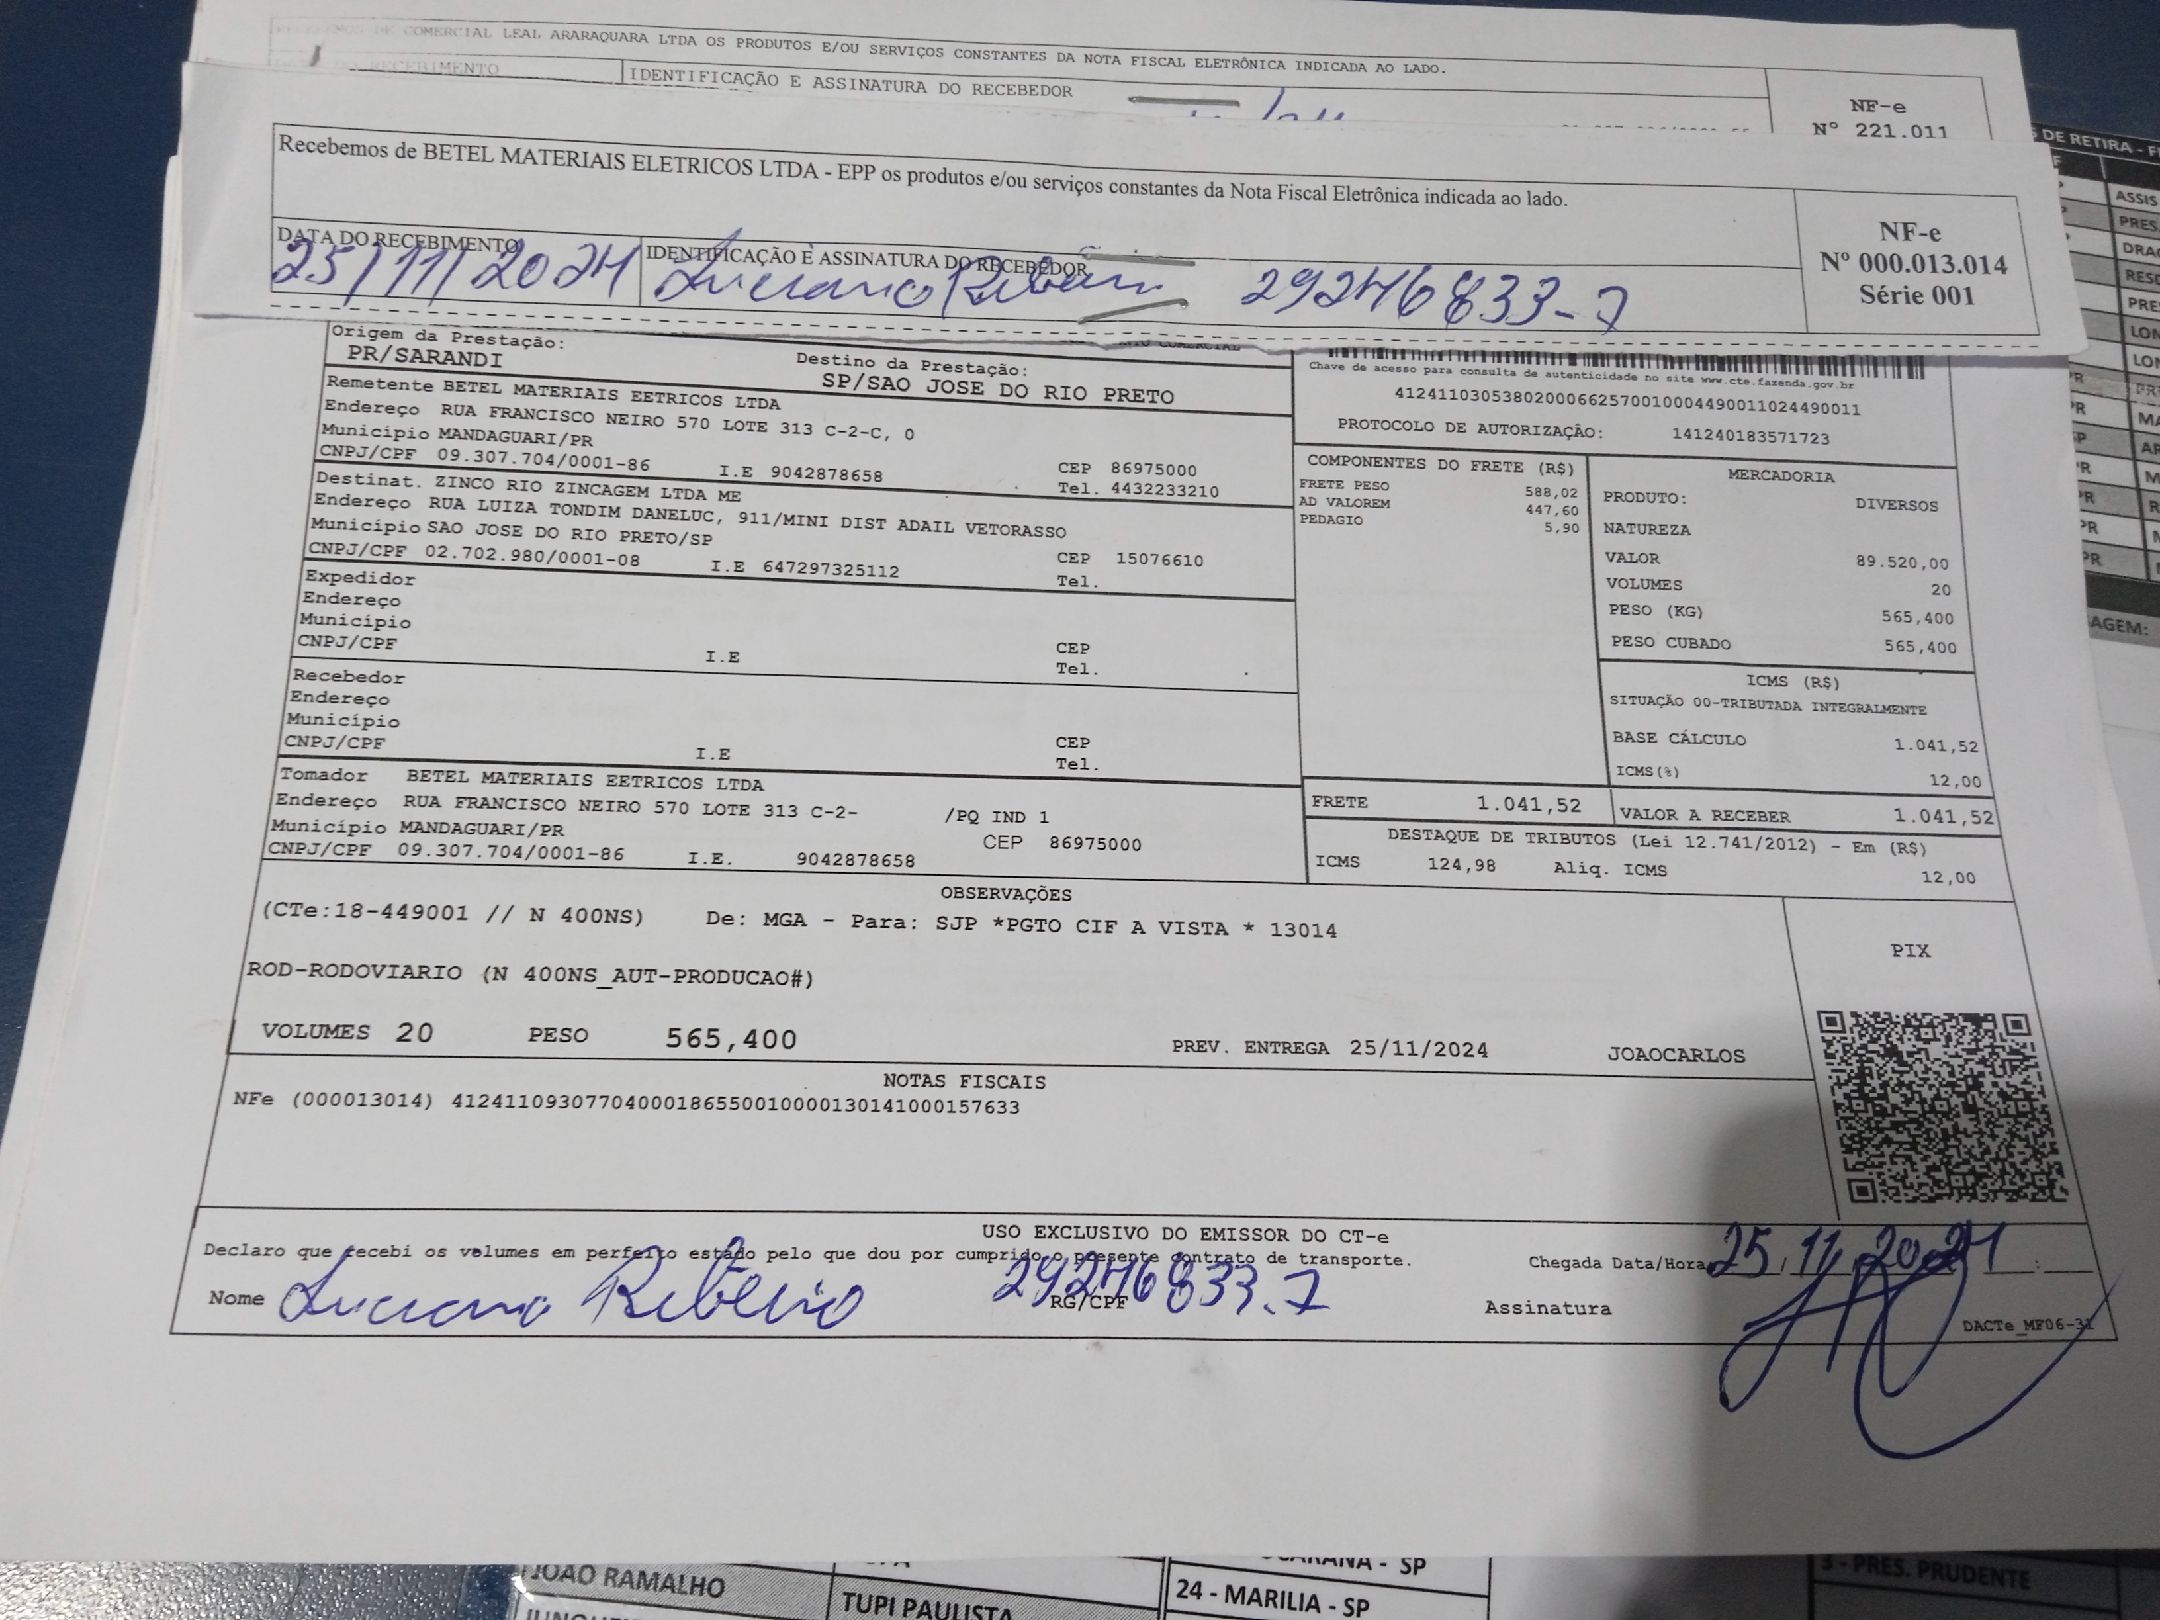 RECEBEMOS DE COMERCIAL LEAL ARARAQUARA LTDA OS PRODUTOS E/OU SERVIÇOS CONSTANTES DA NOTA FISCAL ELETRÔNICA INDICADA AO LADO.
DATA DO RECEBIMENTO IDENTIFICAÇÃO E ASSINATURA DO RECEBEDOR
NF-e
Nº 221.011
Recebemos de BETEL MATERIAIS ELETRICOS LTDA - EPP os produtos e/ou serviços constantes da Nota Fiscal Eletrônica indicada ao lado.
DATA DO RECEBIMENTO IDENTIFICAÇÃO E ASSINATURA DO RECEBEDOR
25/11/2024 Luciano Ribeiro 29246833-7
NF-e
Nº 000.013.014
Série 001
Origem da Prestação: Destino da Prestação:
PR/SARANDI SP/SAO JOSE DO RIO PRETO
Remetente BETEL MATERIAIS EETRICOS LTDA
Endereço RUA FRANCISCO NEIRO 570 LOTE 313 C-2-C, 0
Município MANDAGUARI/PR CEP 86975000
CNPJ/CPF 09.307.704/0001-86 I.E 9042878658 Tel. 4432233210
Destinat. ZINCO RIO ZINCAGEM LTDA ME
Endereço RUA LUIZA TONDIM DANELUC, 911/MINI DIST ADAIL VETORASSO
Município SAO JOSE DO RIO PRETO/SP CEP 15076610
CNPJ/CPF 02.702.980/0001-08 I.E 647297325112 Tel.
Expedidor
Endereço
Município CEP
CNPJ/CPF I.E Tel.
Recebedor
Endereço
Município CEP
CNPJ/CPF I.E Tel.
Tomador BETEL MATERIAIS EETRICOS LTDA
Endereço RUA FRANCISCO NEIRO 570 LOTE 313 C-2- /PQ IND 1
Município MANDAGUARI/PR CEP 86975000
CNPJ/CPF 09.307.704/0001-86 I.E. 9042878658
Chave de acesso para consulta de autenticidade no site www.cte.fazenda.gov.br
41241103053802000662570010004490011024490011
PROTOCOLO DE AUTORIZAÇÃO: 141240183571723
COMPONENTES DO FRETE (R$)
FRETE PESO 588,02
AD VALOREM 447,60
PEDAGIO 5,90
MERCADORIA
PRODUTO: DIVERSOS
NATUREZA
VALOR 89.520,00
VOLUMES 20
PESO (KG) 565,400
PESO CUBADO 565,400
ICMS (R$)
SITUAÇÃO 00-TRIBUTADA INTEGRALMENTE
BASE CÁLCULO 1.041,52
ICMS(%) 12,00
FRETE 1.041,52 VALOR A RECEBER 1.041,52
DESTAQUE DE TRIBUTOS (Lei 12.741/2012) - Em (R$)
ICMS 124,98 Aliq. ICMS 12,00
OBSERVAÇÕES
(CTe:18-449001 // N 400NS) De: MGA - Para: SJP *PGTO CIF A VISTA * 13014
ROD-RODOVIARIO (N 400NS_AUT-PRODUCAO#)
PIX
VOLUMES 20 PESO 565,400 PREV. ENTREGA 25/11/2024 JOAOCARLOS
NOTAS FISCAIS
NFe (000013014) 41241109307704000186550010000130141000157633
USO EXCLUSIVO DO EMISSOR DO CT-e
Declaro que recebi os volumes em perfeito estado pelo que dou por cumprido o presente contrato de transporte. Chegada Data/Hora 25/11/2024
Nome Luciano Ribeiro RG/CPF 29246833-7 Assinatura
DACTe_MF06-31
DE RETIRA - F
ASSIS
PRES.
LON
LON
AGEM:
JOAO RAMALHO
TUPI PAULISTA
24 - MARILIA - SP
3 - PRES. PRUDENTE